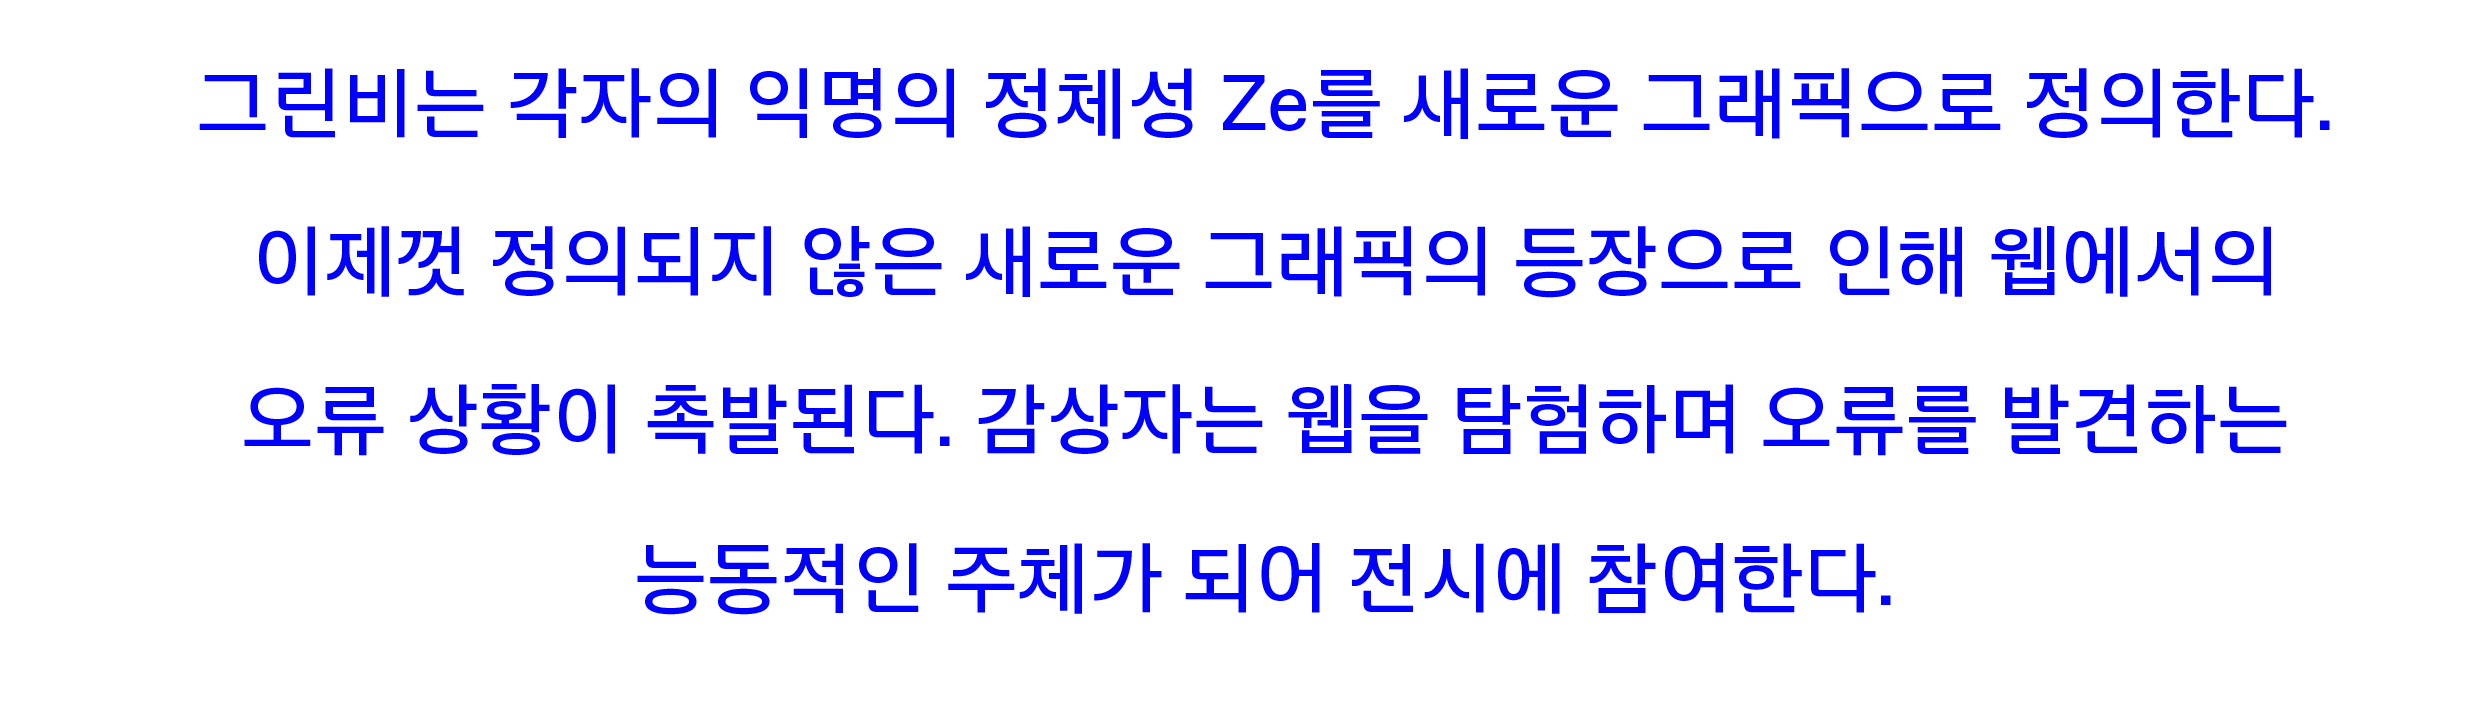 그린비는 각자의 익명의 정체성 Ze를 새로운 그래픽으로 정의한다.
이제껏 정의되지 않은 새로운 그래픽의 등장으로 인해 웹에서의
오류 상황이 촉발된다. 감상자는 웹을 탐험하며 오류를 발견하는
능동적인 주체가 되어 전시에 참여한다.